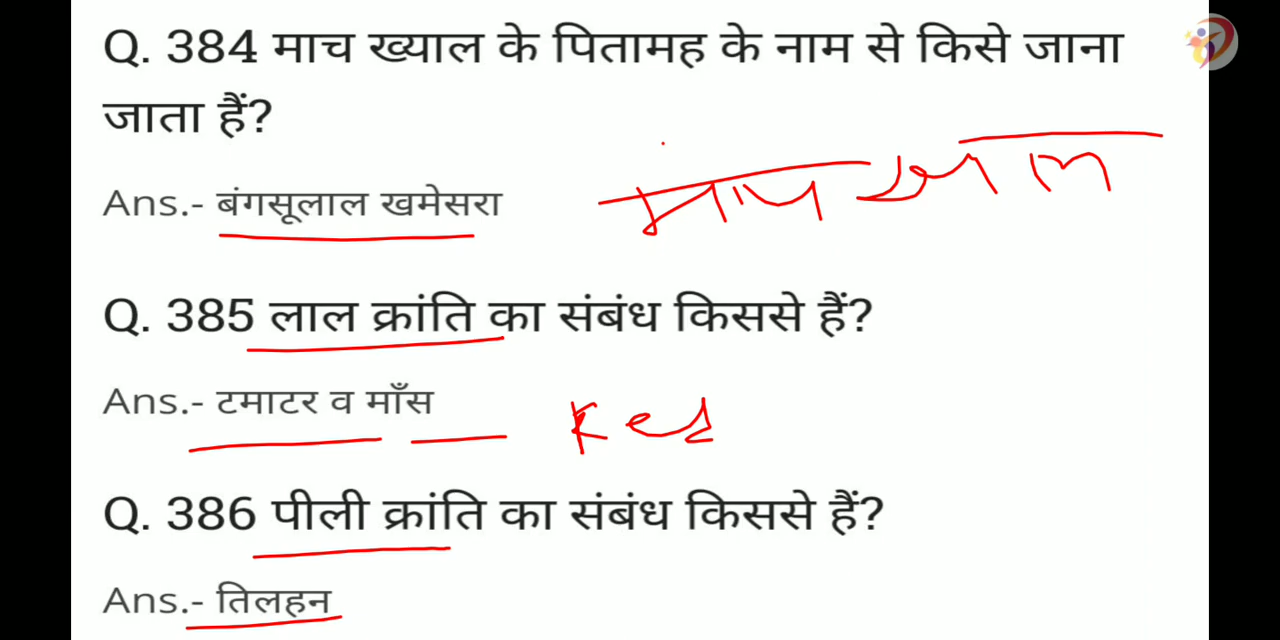 Q. 384 माच ख्याल के पितामह के नाम से किसे जाना
जाता हैं?
Ans.- बंगसूलाल खमेसरा
माच ख्याल
Q. 385 लाल क्रांति का संबंध किससे हैं?
Ans.- टमाटर व माँस
Red
Q. 386 पीली क्रांति का संबंध किससे हैं?
Ans.- तिलहन